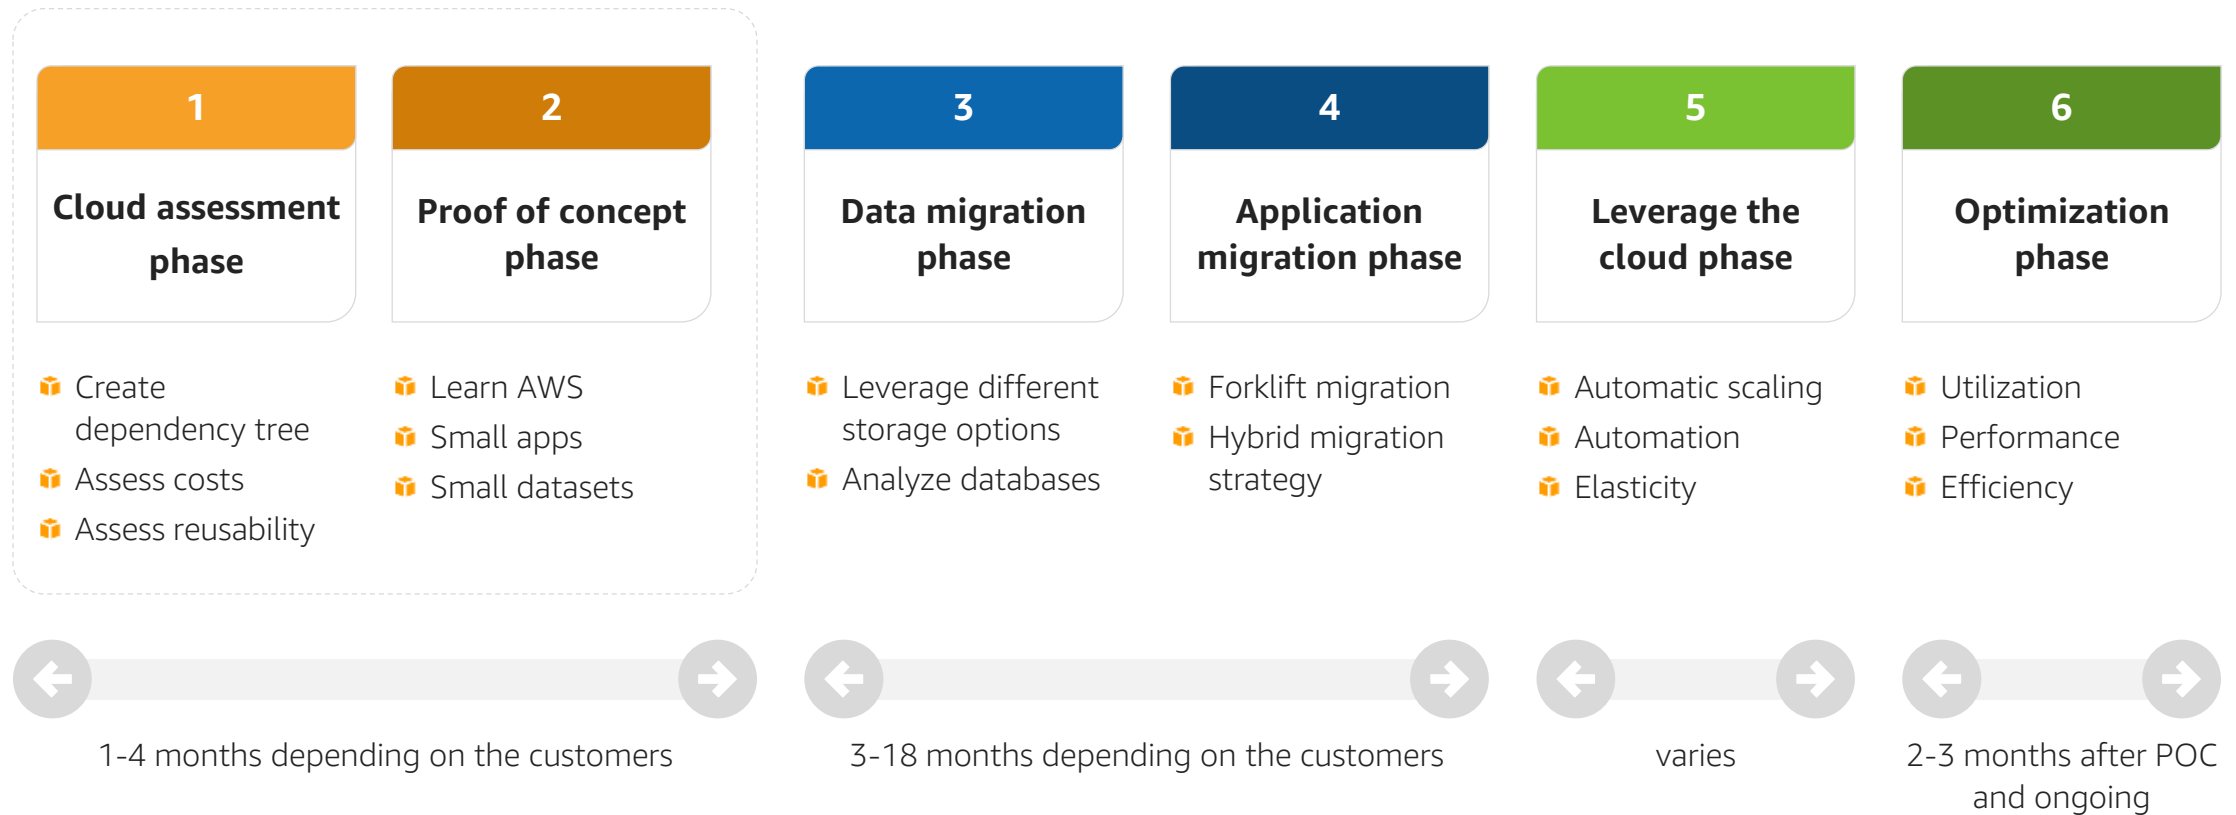 1
Cloud assessment
phase
Create
dependency tree
Assess costs
Assess reusability
2
Proof of concept
phase
Learn AWS
Small apps
Small datasets
1-4 months depending on the customers
3
Data migration
phase
Leverage different
storage options
Analyze databases
4
Application
migration phase
Forklift migration
Hybrid migration
strategy
3-18 months depending on the customers
5
Leverage the
cloud phase
Automatic scaling
Automation
Elasticity
varies
6
Optimization
phase
Utilization
Performance
Efficiency
2-3 months after POC
and ongoing